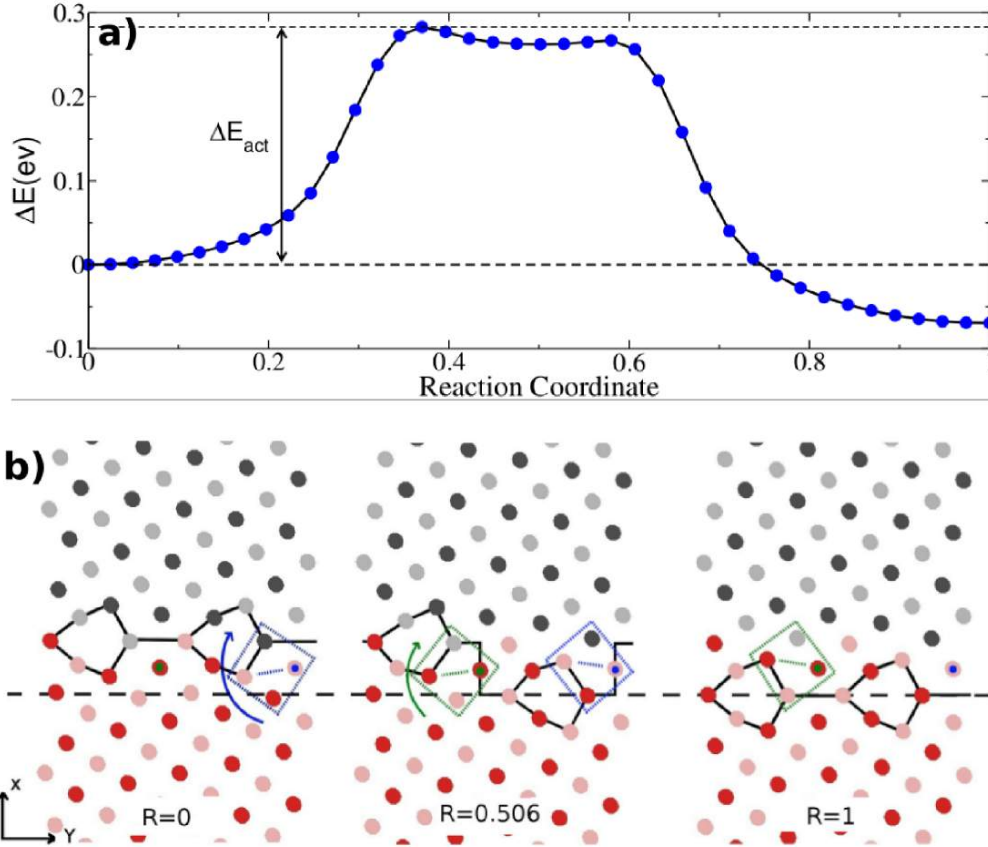 a)
0.3
0.2
0.1
0
-0.1
ΔE(ev)
ΔE_act
0 0.2 0.4 0.6 0.8
Reaction Coordinate
b)
R=0
R=0.506
R=1
x
Y